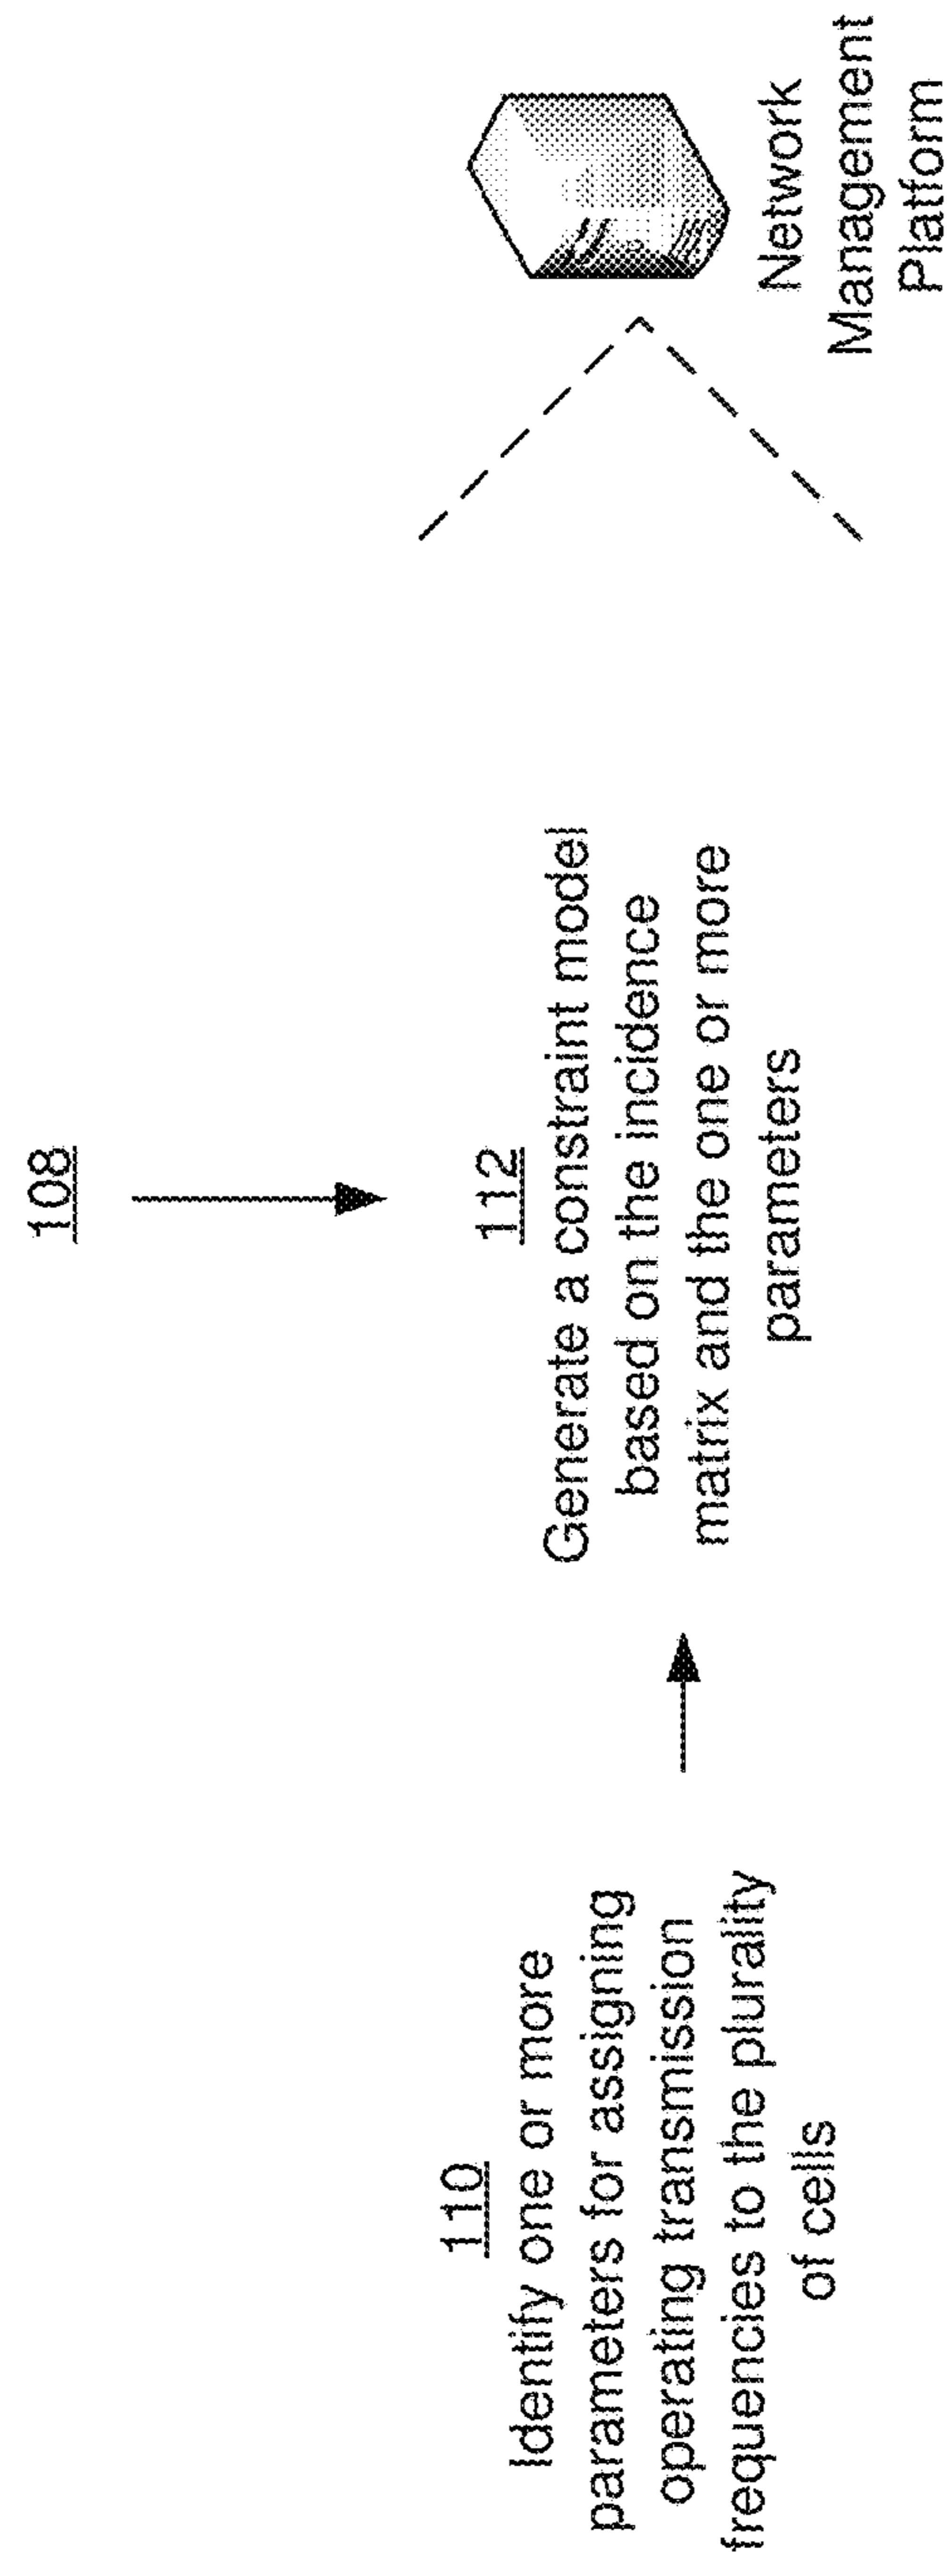 108
110
Identify one or more
parameters for assigning
operating transmission
frequencies to the plurality
of cells
112
Generate a constraint model
based on the incidence
matrix and the one or more
parameters
Network
Management
Platform